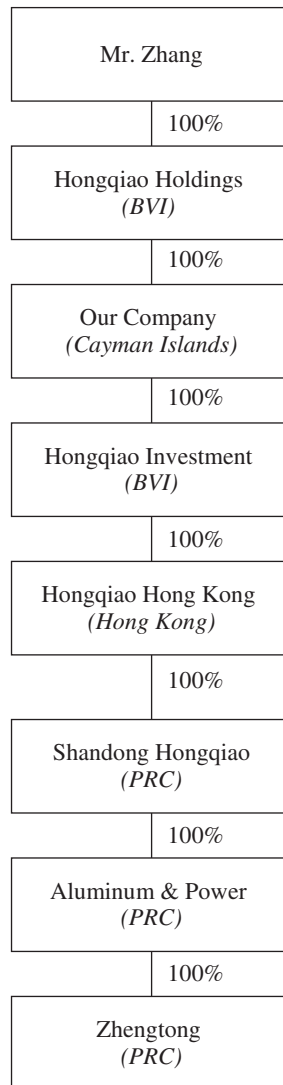 Mr. Zhang
100%
Hongqiao Holdings
(BVI)
100%
Our Company
(Cayman Islands)
100%
Hongqiao Investment
(BVI)
100%
Hongqiao Hong Kong
(Hong Kong)
100%
Shandong Hongqiao
(PRC)
100%
Aluminum & Power
(PRC)
100%
Zhengtong
(PRC)